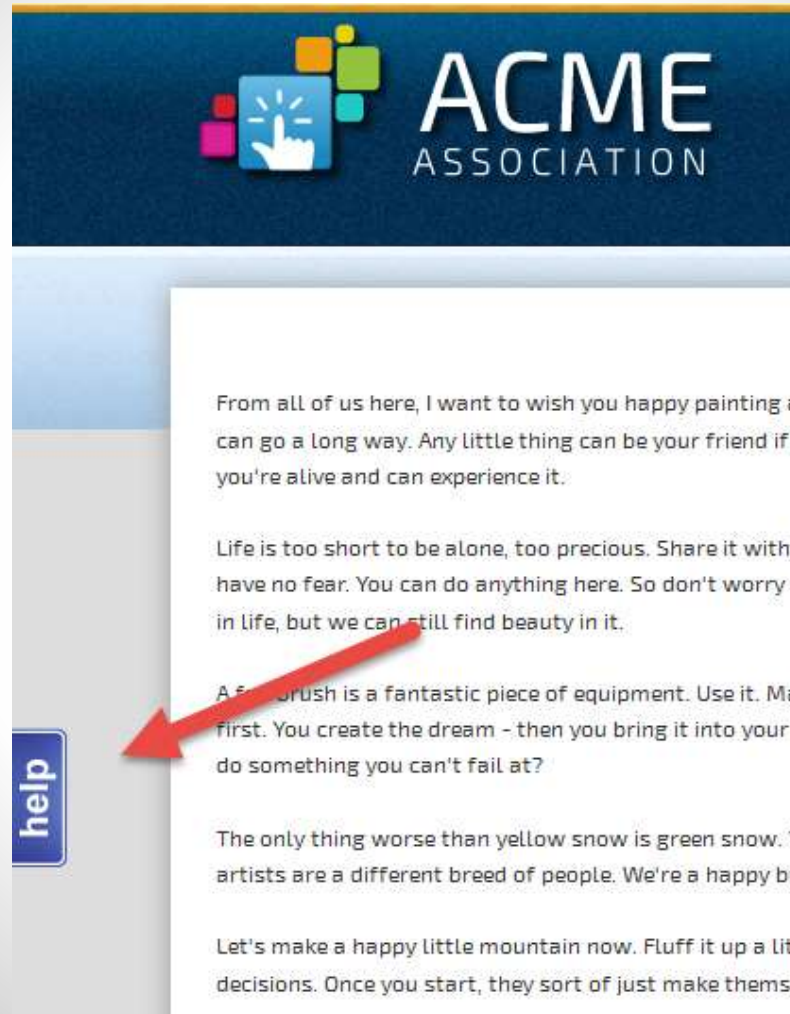 ACME
ASSOCIATION
From all of us here, I want to wish you happy painting
can go a long way. Any little thing can be your friend if
you're alive and can experience it.
Life is too short to be alone, too precious. Share it with
have no fear. You can do anything here. So don't worry
in life, but we can still find beauty in it.
A brush is a fantastic piece of equipment. Use it.
first. You create the dream - then you bring it into your
do something you can't fail at?
help
The only thing worse than yellow snow is green snow.
artists are a different breed of people. We're a happy
Let's make a happy little mountain now. Fluff it up a
decisions. Once you start, they sort of just make